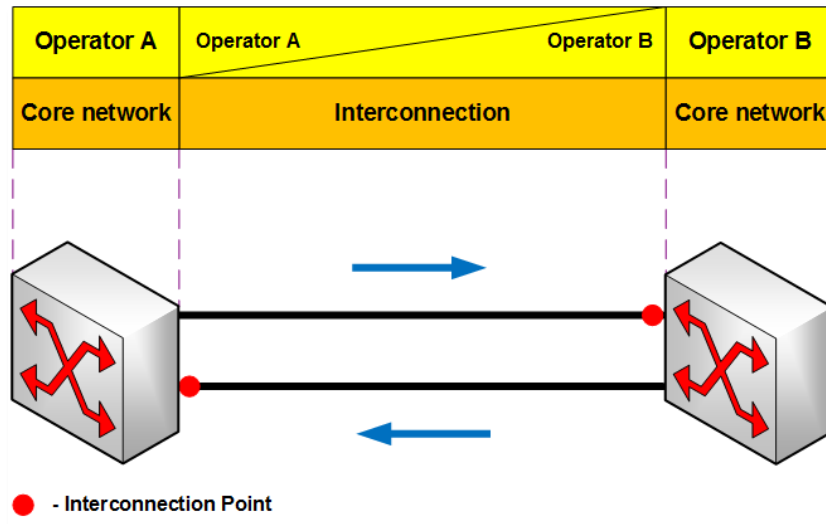 Operator A
Operator A
Operator B
Operator B
Core network
Interconnection
Core network
- Interconnection Point